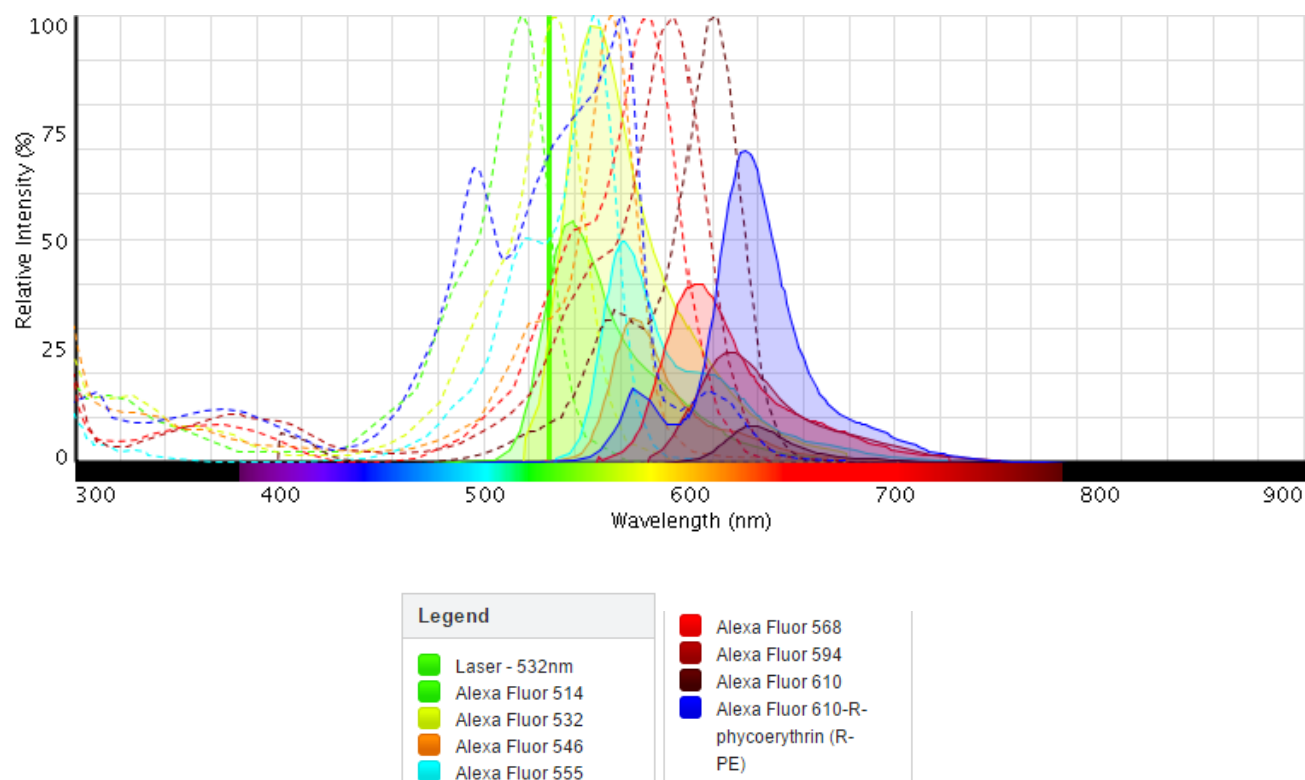 100
75
50
25
0
Relative Intensity (%)
300 400 500 600 700 800 900
Wavelength (nm)
Legend
Laser - 532nm
Alexa Fluor 514
Alexa Fluor 532
Alexa Fluor 546
Alexa Fluor 555
Alexa Fluor 568
Alexa Fluor 594
Alexa Fluor 610
Alexa Fluor 610-R-
phycoerythrin (R-
PE)